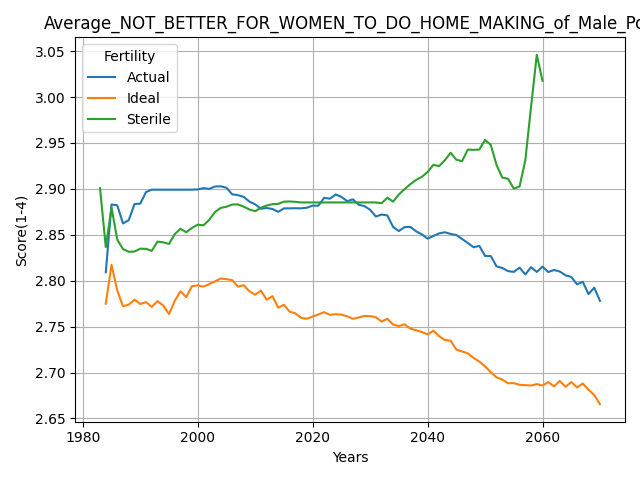 Average_NOT_BETTER_FOR_WOMEN_TO_DO_HOME_MAKING_of_Male_Po
Fertility
Actual
Ideal
Sterile
3.05
3.00
2.95
2.90
2.85
2.80
2.75
2.70
2.65
Score(1-4)
1980
2000
2020
2040
2060
Years